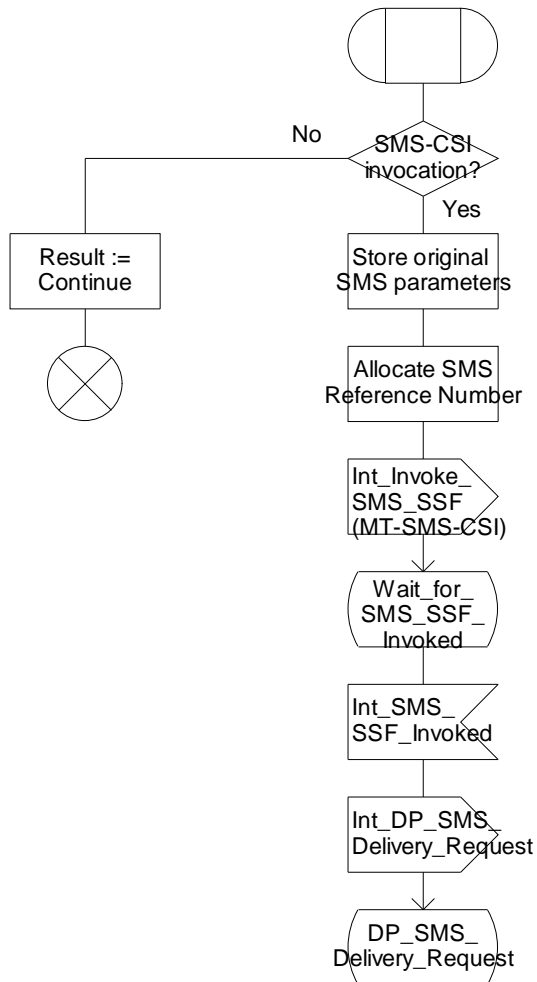 SMS-CSI
invocation?
No
Yes
Result :=
Continue
Store original
SMS parameters
Allocate SMS
Reference Number
Int_Invoke_
SMS_SSF
(MT-SMS-CSI)
Wait_for_
SMS_SSF_
Invoked
Int_SMS_
SSF_Invoked
Int_DP_SMS_
Delivery_Request
DP_SMS_
Delivery_Request